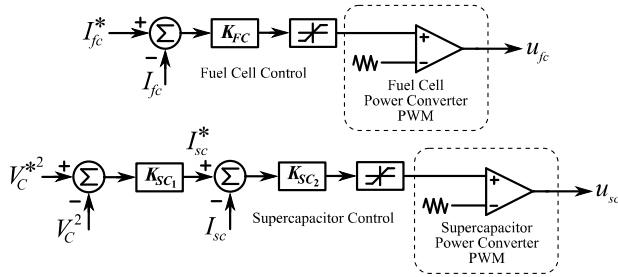 I*fc
+
Σ
−
Ifc
KFC
Fuel Cell Control
+
−
ufc
Fuel Cell
Power Converter
PWM
V*²C
+
Σ
−
V²C
KSC1
I*sc
+
Σ
−
Isc
KSC2
Supercapacitor Control
+
−
usc
Supercapacitor
Power Converter
PWM